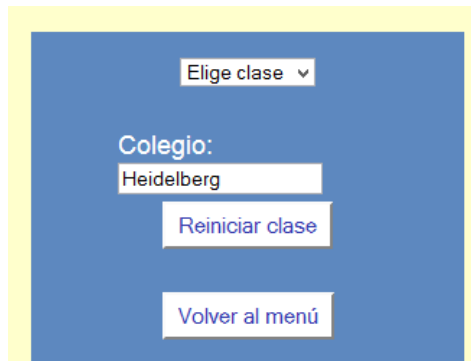 Elige clase
Colegio:
Heidelberg
Reiniciar clase
Volver al menú